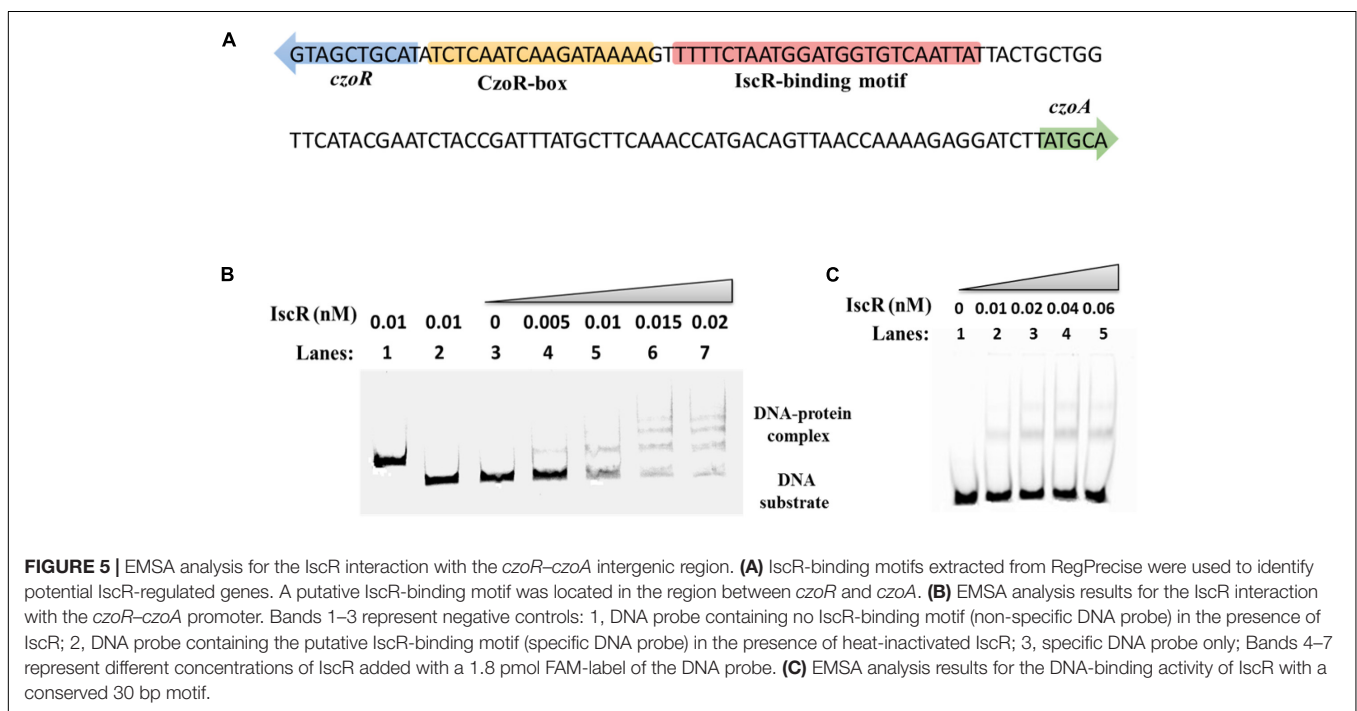 A
GTAGCTGCATATCTCAATCAAGATAAAAGTTTTTTCTAATGGATGGTGTCAATTATTACTGCTGG
czoR CzoR-box IscR-binding motif
czoA
TTCATACGAATCTACCGATTTATGCTTCAAACCATGACAGTTAACCAAAAGAGGATCTTATGCA
B
IscR (nM) 0.01 0.01 0 0.005 0.01 0.015 0.02
Lanes: 1 2 3 4 5 6 7
DNA-protein
complex
DNA
substrate
C
IscR (nM) 0 0.01 0.02 0.04 0.06
Lanes: 1 2 3 4 5
FIGURE 5 | EMSA analysis for the IscR interaction with the czoR–czoA intergenic region. (A) IscR-binding motifs extracted from RegPrecise were used to identify
potential IscR-regulated genes. A putative IscR-binding motif was located in the region between czoR and czoA. (B) EMSA analysis results for the IscR interaction
with the czoR–czoA promoter. Bands 1–3 represent negative controls: 1, DNA probe containing no IscR-binding motif (non-specific DNA probe) in the presence of
IscR; 2, DNA probe containing the putative IscR-binding motif (specific DNA probe) in the presence of heat-inactivated IscR; 3, specific DNA probe only; Bands 4–7
represent different concentrations of IscR added with a 1.8 pmol FAM-label of the DNA probe. (C) EMSA analysis results for the DNA-binding activity of IscR with a
conserved 30 bp motif.